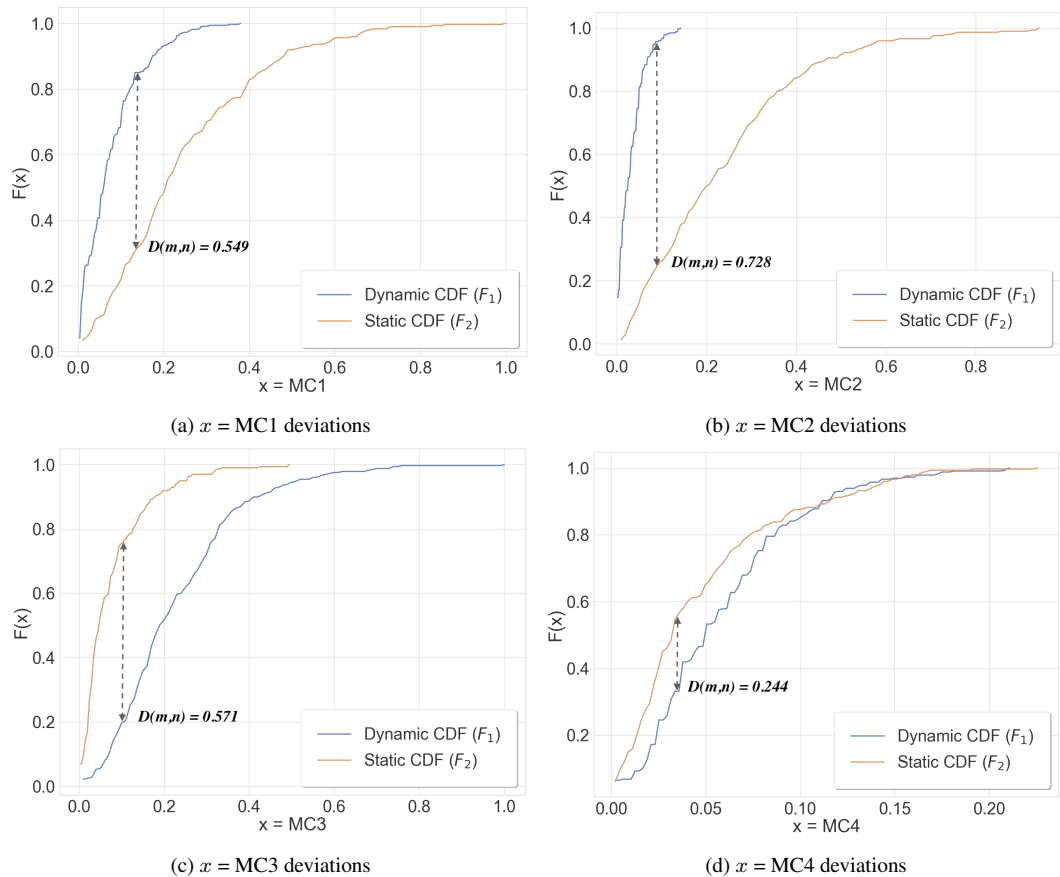 1.0
0.8
0.6
0.4
0.2
0.0
F(x)
D(m,n) = 0.549
Dynamic CDF (F₁)
Static CDF (F₂)
0.0 0.2 0.4 0.6 0.8 1.0
x = MC1
(a) x = MC1 deviations
1.0
0.8
0.6
0.4
0.2
0.0
F(x)
D(m,n) = 0.728
Dynamic CDF (F₁)
Static CDF (F₂)
0.0 0.2 0.4 0.6 0.8
x = MC2
(b) x = MC2 deviations
1.0
0.8
0.6
0.4
0.2
0.0
F(x)
D(m,n) = 0.571
Dynamic CDF (F₁)
Static CDF (F₂)
0.0 0.2 0.4 0.6 0.8 1.0
x = MC3
(c) x = MC3 deviations
1.0
0.8
0.6
0.4
0.2
F(x)
D(m,n) = 0.244
Dynamic CDF (F₁)
Static CDF (F₂)
0.00 0.05 0.10 0.15 0.20
x = MC4
(d) x = MC4 deviations